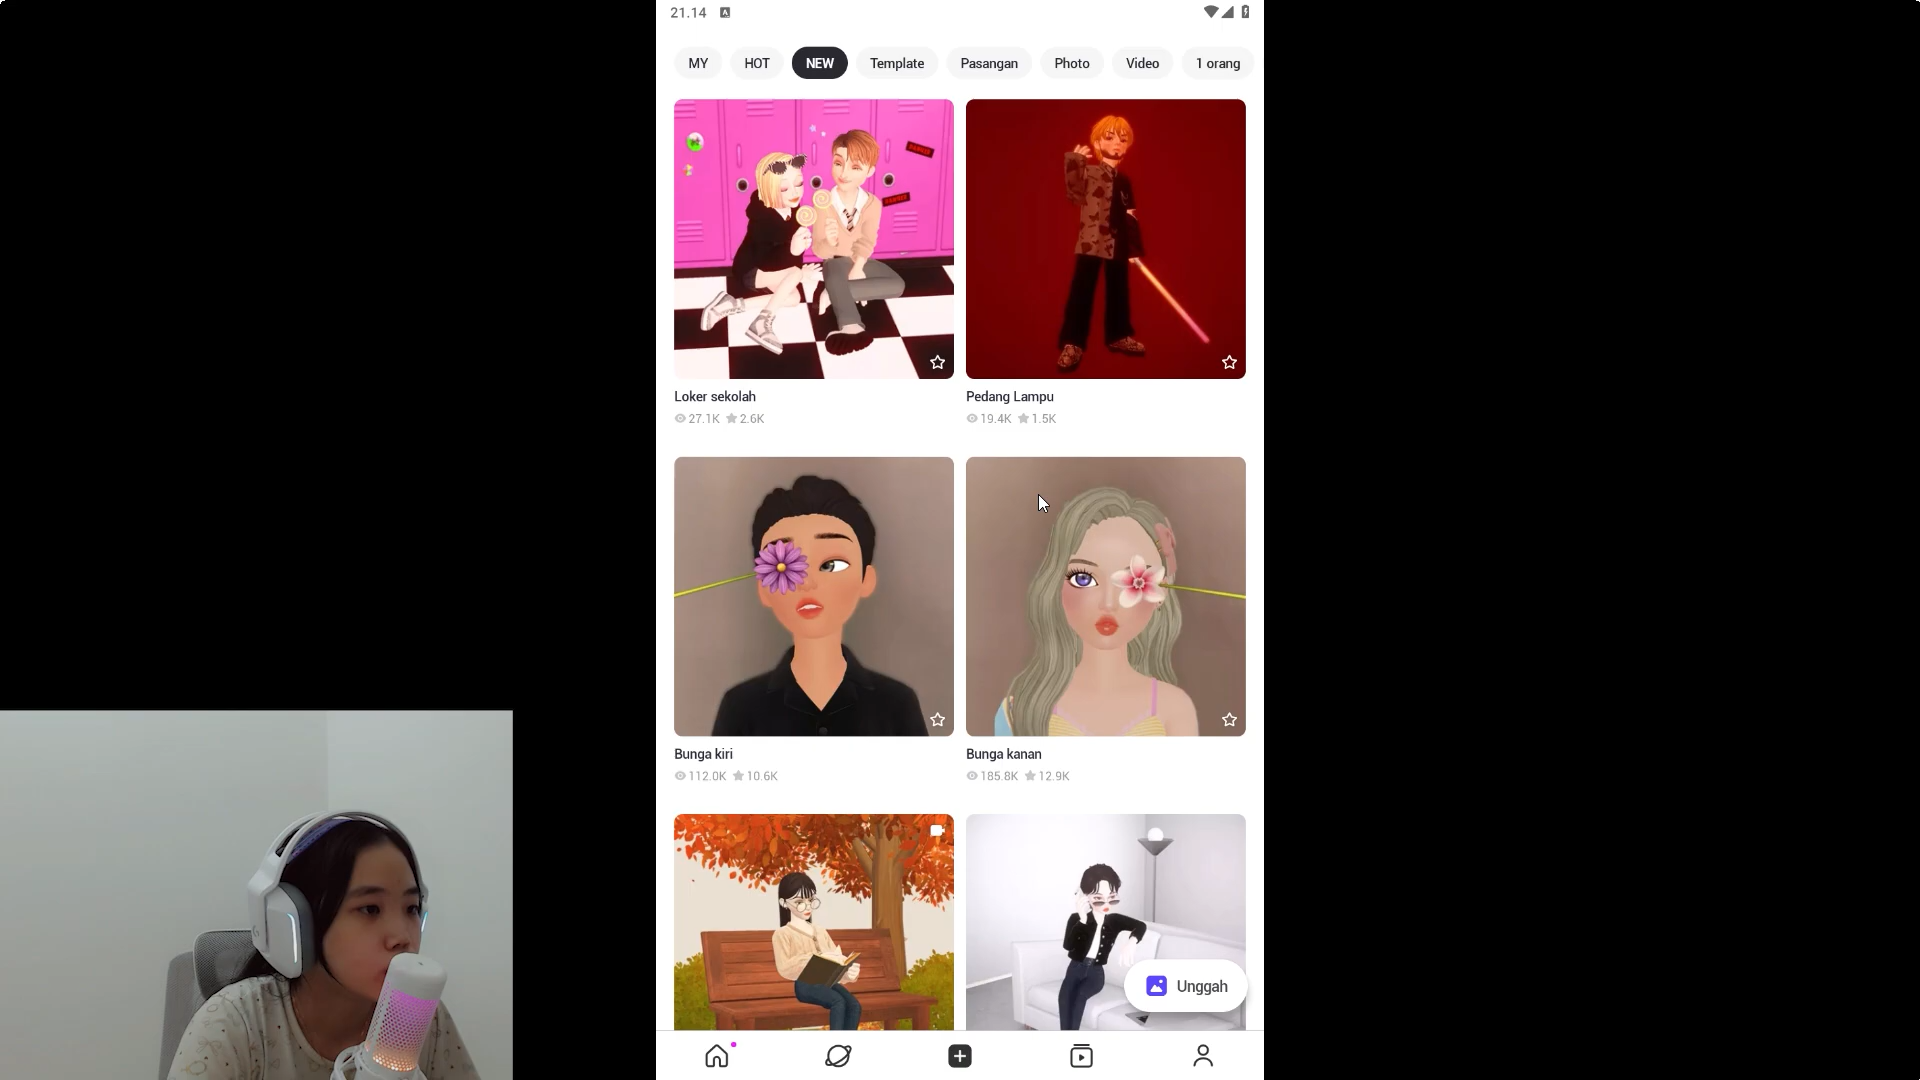 21.14
MY HOT NEW Template Pasangan Photo Video 1 orang
Loker sekolah
27.1K 2.6K
Pedang Lampu
19.4K 1.5K
Bunga kiri
112.0K 10.6K
Bunga kanan
185.8K 12.9K
Unggah